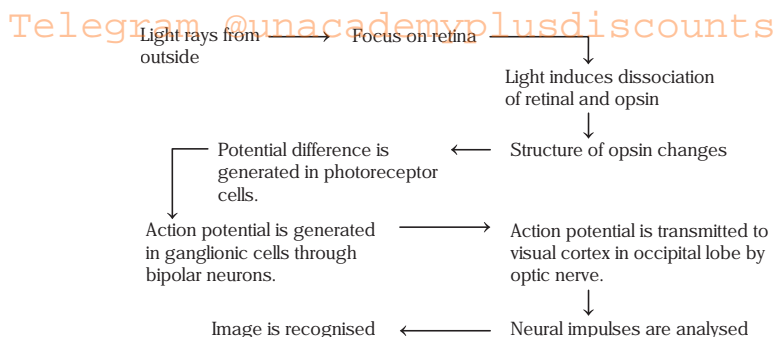 Telegram @unacademyplusdiscounts
Light rays from
outside
Focus on retina
Light induces dissociation
of retinal and opsin
Structure of opsin changes
Potential difference is
generated in photoreceptor
cells.
Action potential is generated
in ganglionic cells through
bipolar neurons.
Action potential is transmitted to
visual cortex in occipital lobe by
optic nerve.
Neural impulses are analysed
Image is recognised